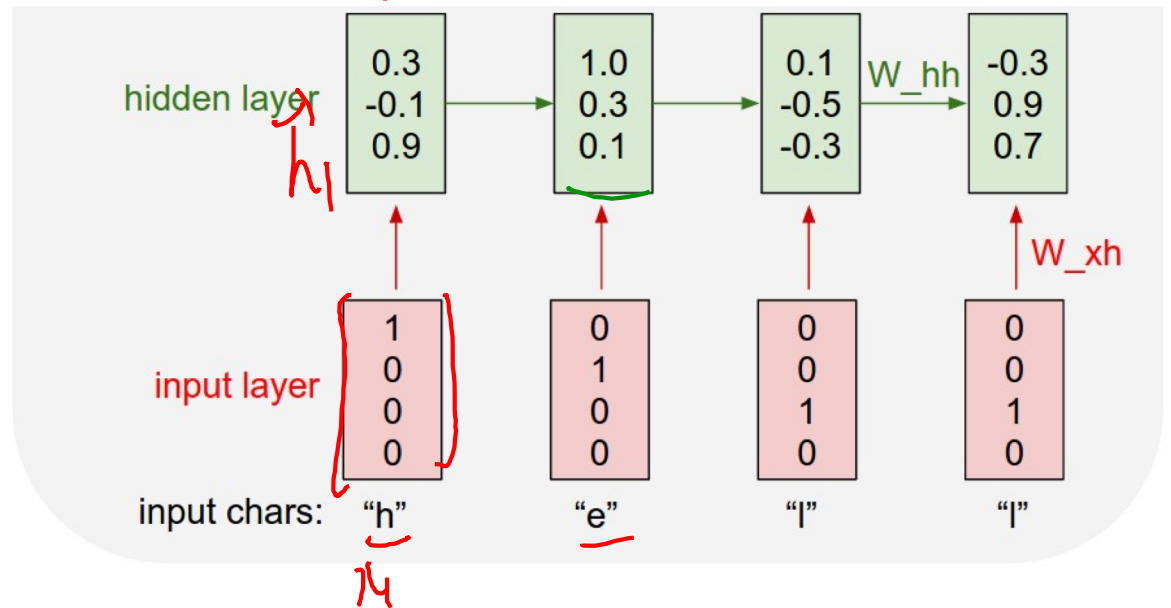 hidden layer
0.3 1.0 0.1 W_hh -0.3
-0.1 0.3 -0.5 0.9
0.9 0.1 -0.3 0.7
h1
W_xh
input layer
1 0 0 0
0 1 0 0
0 0 1 1
0 0 0 0
input chars: “h” “e” “l” “l”